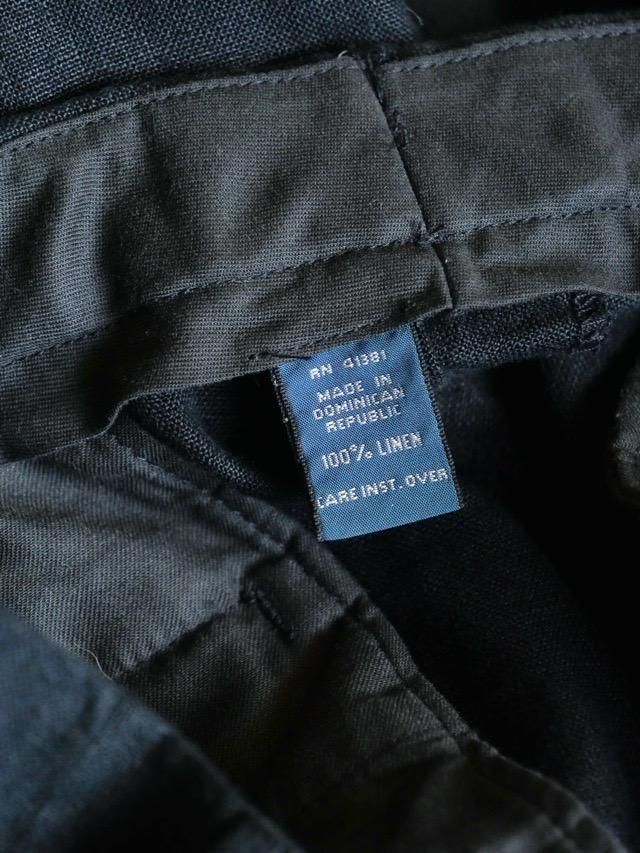 RN 41381
MADE IN
DOMINICAN
REPUBLIC
100% LINEN
CARE INST. OVER